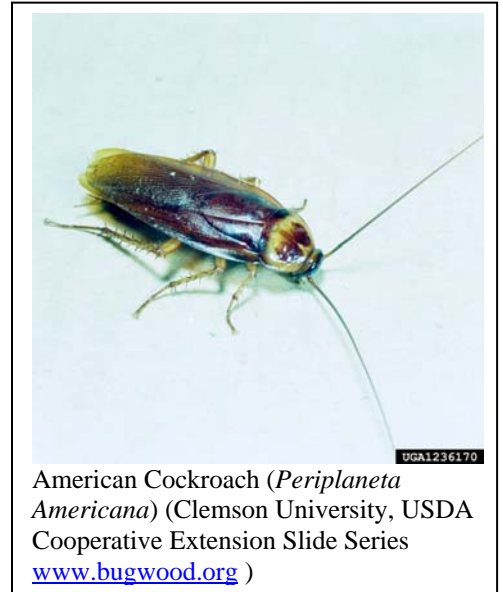 UGA1236170
American Cockroach (Periplaneta
Americana) (Clemson University, USDA
Cooperative Extension Slide Series
www.bugwood.org )